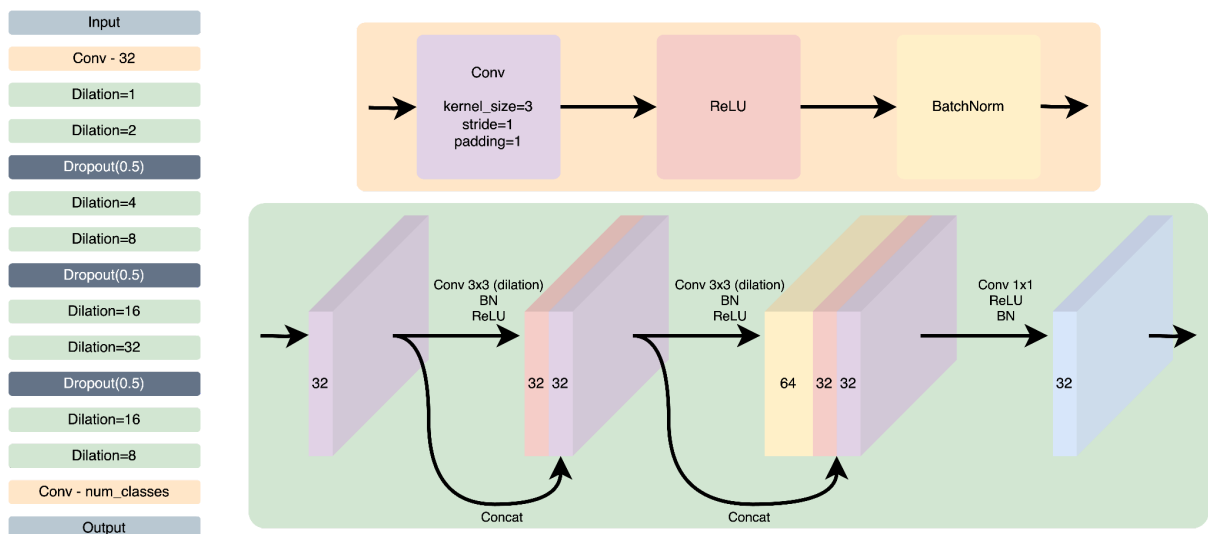 Input
Conv - 32
Dilation=1
Dilation=2
Dropout(0.5)
Dilation=4
Dilation=8
Dropout(0.5)
Dilation=16
Dilation=32
Dropout(0.5)
Dilation=16
Dilation=8
Conv - num_classes
Output
Conv
kernel_size=3
stride=1
padding=1
ReLU
BatchNorm
Conv 3x3 (dilation)
BN
ReLU
Conv 3x3 (dilation)
BN
ReLU
Conv 1x1
ReLU
BN
32
32 32
64 32 32
32
Concat
Concat